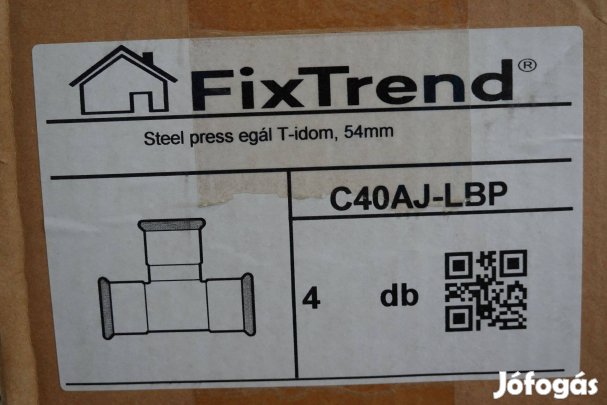 FixTrend®
Steel press egál T-idom, 54mm
C40AJ-LBP
4 db
Jófogás